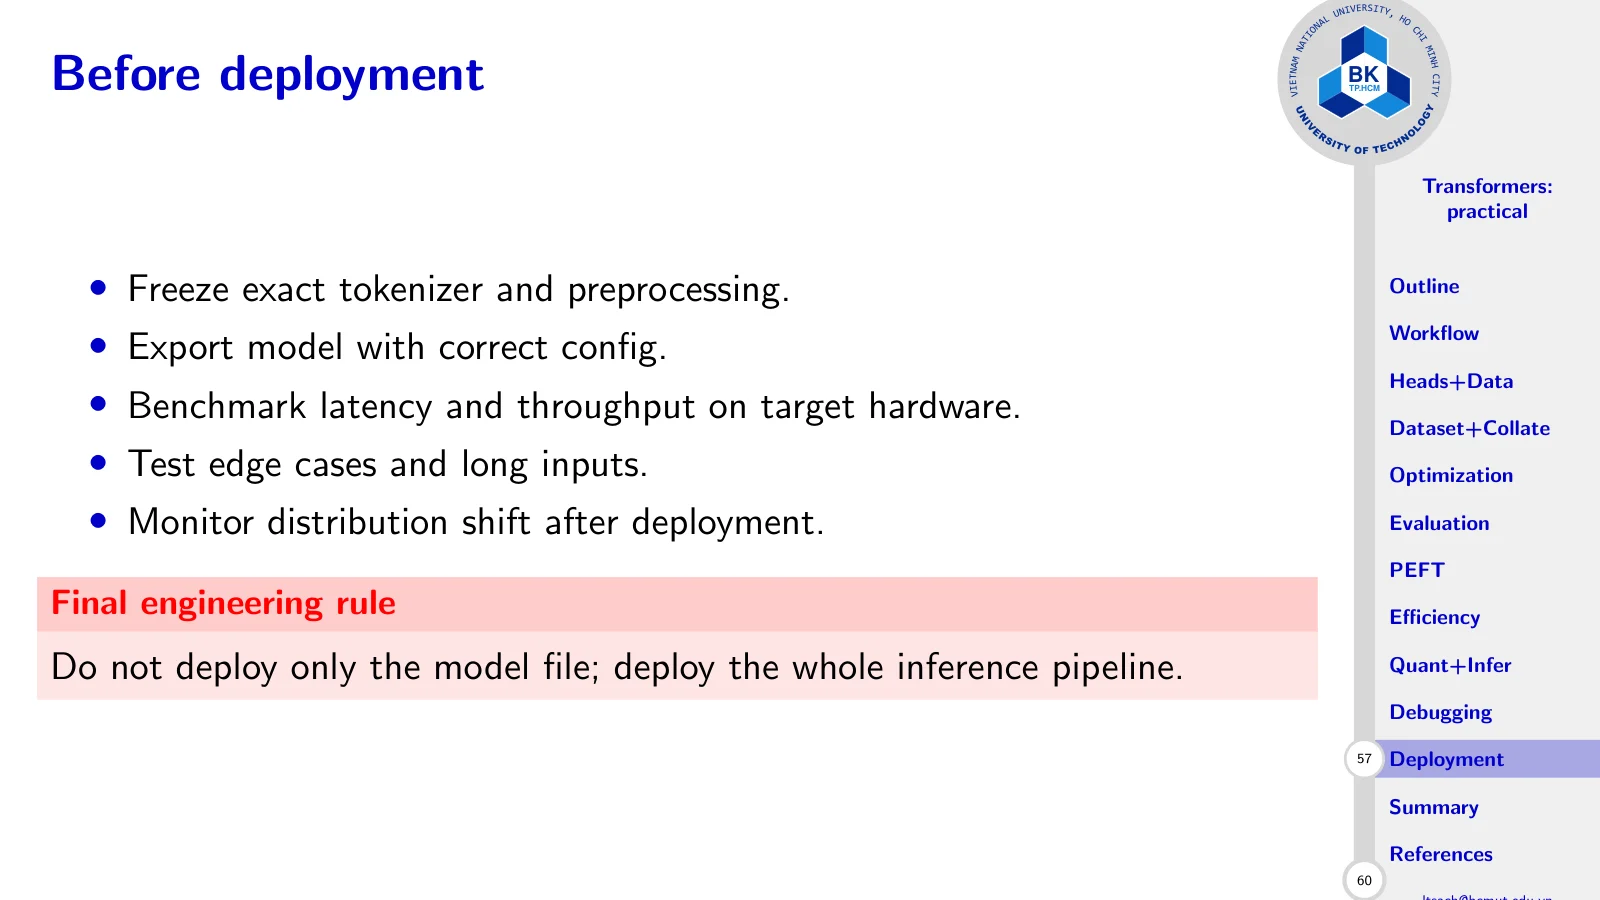 Before deployment
Freeze exact tokenizer and preprocessing.
Export model with correct config.
Benchmark latency and throughput on target hardware.
Test edge cases and long inputs.
Monitor distribution shift after deployment.
Final engineering rule
Do not deploy only the model file; deploy the whole inference pipeline.
VIETNAM NATIONAL UNIVERSITY, HO CHI MINH CITY
BK
TP.HCM
UNIVERSITY OF TECHNOLOGY
Transformers:
practical
Outline
Workflow
Heads+Data
Dataset+Collate
Optimization
Evaluation
PEFT
Efficiency
Quant+Infer
Debugging
57
Deployment
Summary
References
60